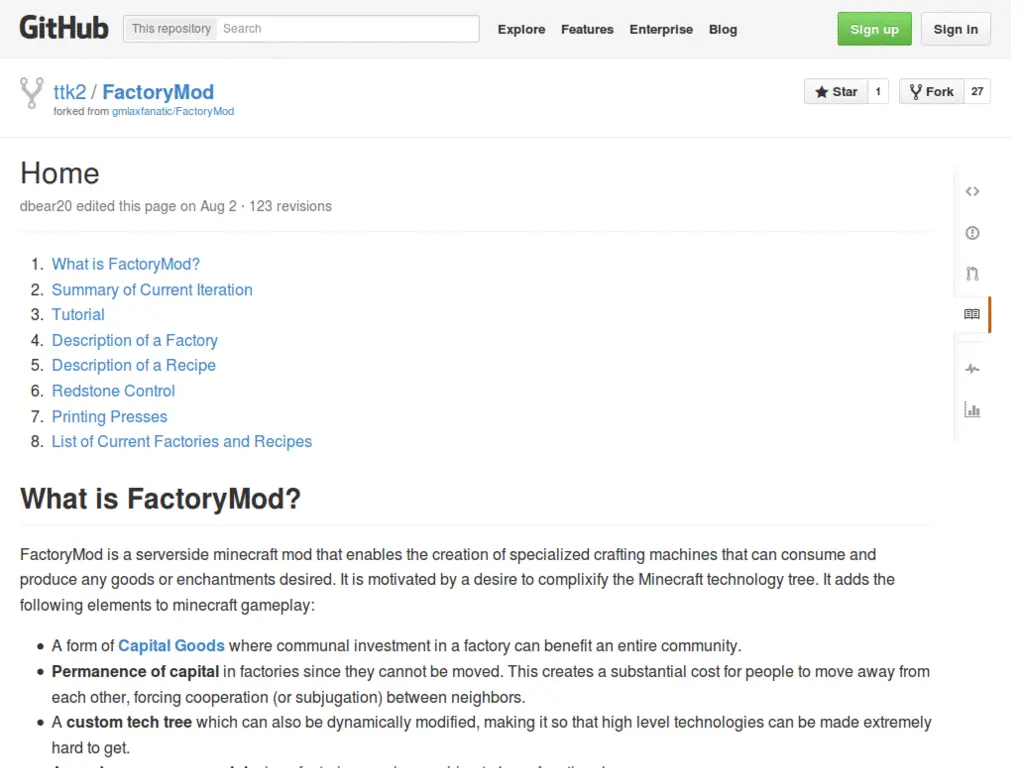 GitHub This repository Search Explore Features Enterprise Blog Sign up Sign in
ttk2 / FactoryMod Star 1 Fork 27
forked from gmlaxfanatic/FactoryMod
Home
dbear20 edited this page on Aug 2 · 123 revisions
1. What is FactoryMod?
2. Summary of Current Iteration
3. Tutorial
4. Description of a Factory
5. Description of a Recipe
6. Redstone Control
7. Printing Presses
8. List of Current Factories and Recipes
What is FactoryMod?
FactoryMod is a serverside minecraft mod that enables the creation of specialized crafting machines that can consume and
produce any goods or enchantments desired. It is motivated by a desire to complixify the Minecraft technology tree. It adds the
following elements to minecraft gameplay:
• A form of Capital Goods where communal investment in a factory can benefit an entire community.
• Permanence of capital in factories since they cannot be moved. This creates a substantial cost for people to move away from
each other, forcing cooperation (or subjugation) between neighbors.
• A custom tech tree which can also be dynamically modified, making it so that high level technologies can be made extremely
hard to get.